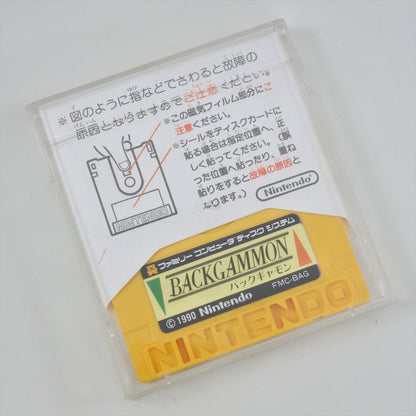 ※図のように指などでさわると故障の
原因となりますのでご注意ください。
※この磁気フィルム部分にご
注意ください。
※シールをディスクカードに
貼る場合は指定位置へ、正
しく貼ってください。(誤
った位置へ貼ったり、重ね
貼りをすると故障の原因と
なります。)
NINTENDO
Nintendo
ファミリー コンピュータ ディスク システム
BACKGAMMON
バックギャモン
FMC-BAG
©1990 Nintendo
NINTENDO